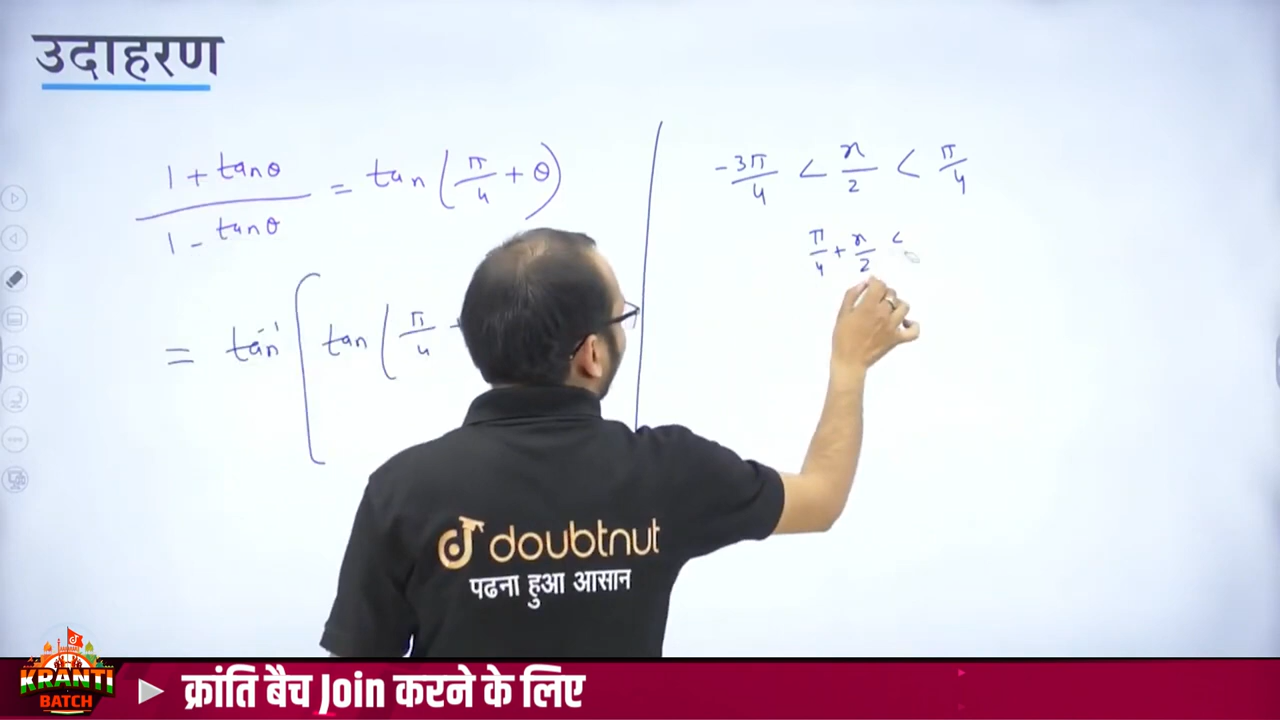 उदाहरण
1 + tanθ / 1 - tanθ = tan(π/4 + θ)
= tan⁻¹[tan(π/4 +
-3π/4 < x/2 < π/4
π/4 + x/2 <
doubtnut
पढना हुआ आसान
KRANTI
BATCH
क्रांति बैच Join करने के लिए